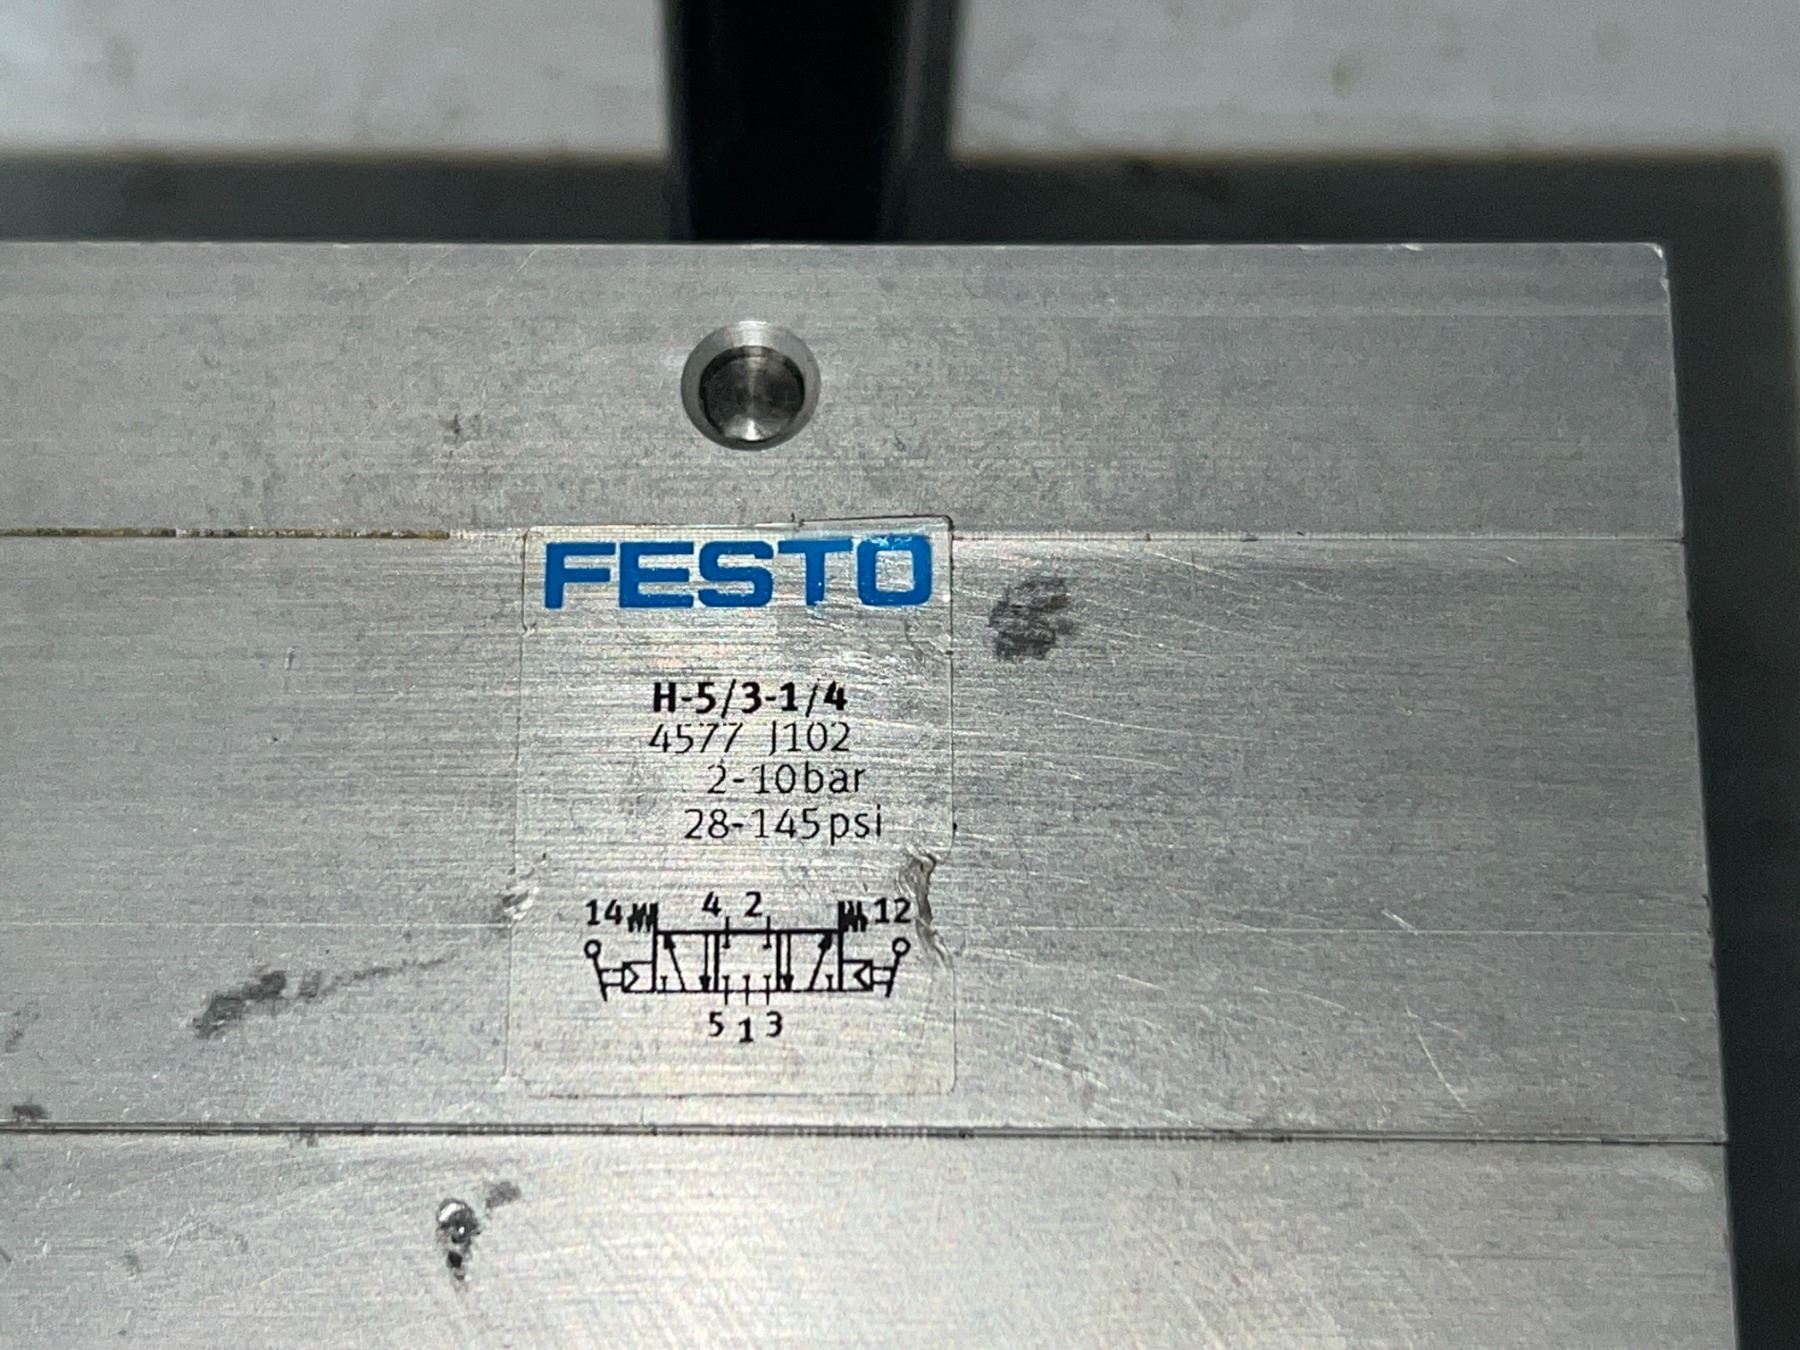 FESTO
H-5/3-1/4
4577 J102
2-10bar
28-145psi
14 4 2 12
5 1 3